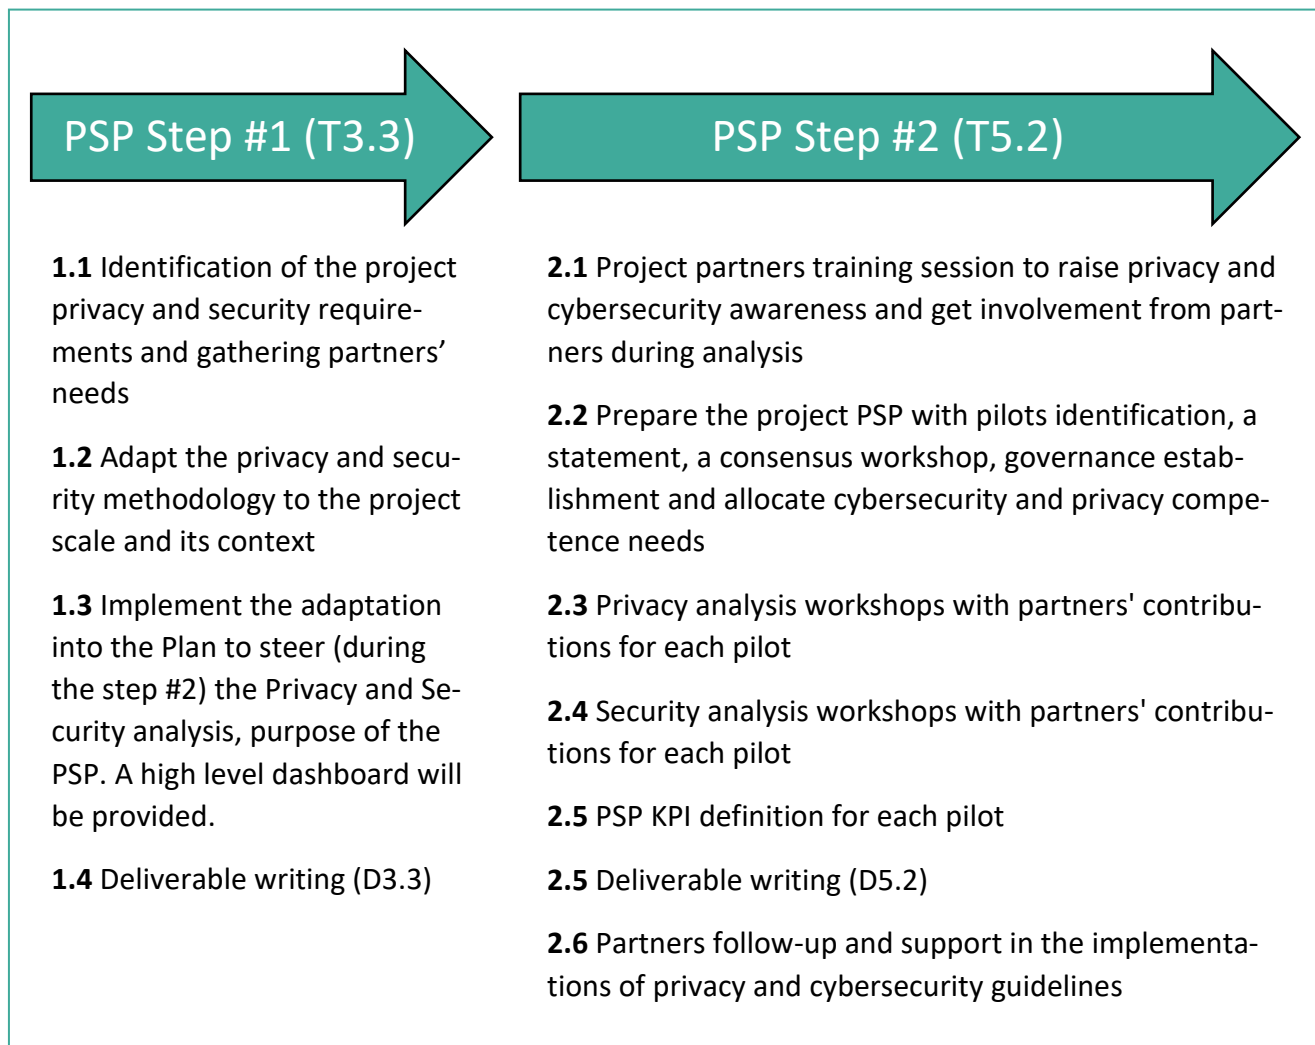 PSP Step #1 (T3.3)
1.1 Identification of the project
privacy and security require-
ments and gathering partners’
needs
1.2 Adapt the privacy and secu-
rity methodology to the project
scale and its context
1.3 Implement the adaptation
into the Plan to steer (during
the step #2) the Privacy and Se-
curity analysis, purpose of the
PSP. A high level dashboard will
be provided.
1.4 Deliverable writing (D3.3)
PSP Step #2 (T5.2)
2.1 Project partners training session to raise privacy and
cybersecurity awareness and get involvement from part-
ners during analysis
2.2 Prepare the project PSP with pilots identification, a
statement, a consensus workshop, governance estab-
lishment and allocate cybersecurity and privacy compe-
tence needs
2.3 Privacy analysis workshops with partners' contribu-
tions for each pilot
2.4 Security analysis workshops with partners' contribu-
tions for each pilot
2.5 PSP KPI definition for each pilot
2.5 Deliverable writing (D5.2)
2.6 Partners follow-up and support in the implementa-
tions of privacy and cybersecurity guidelines